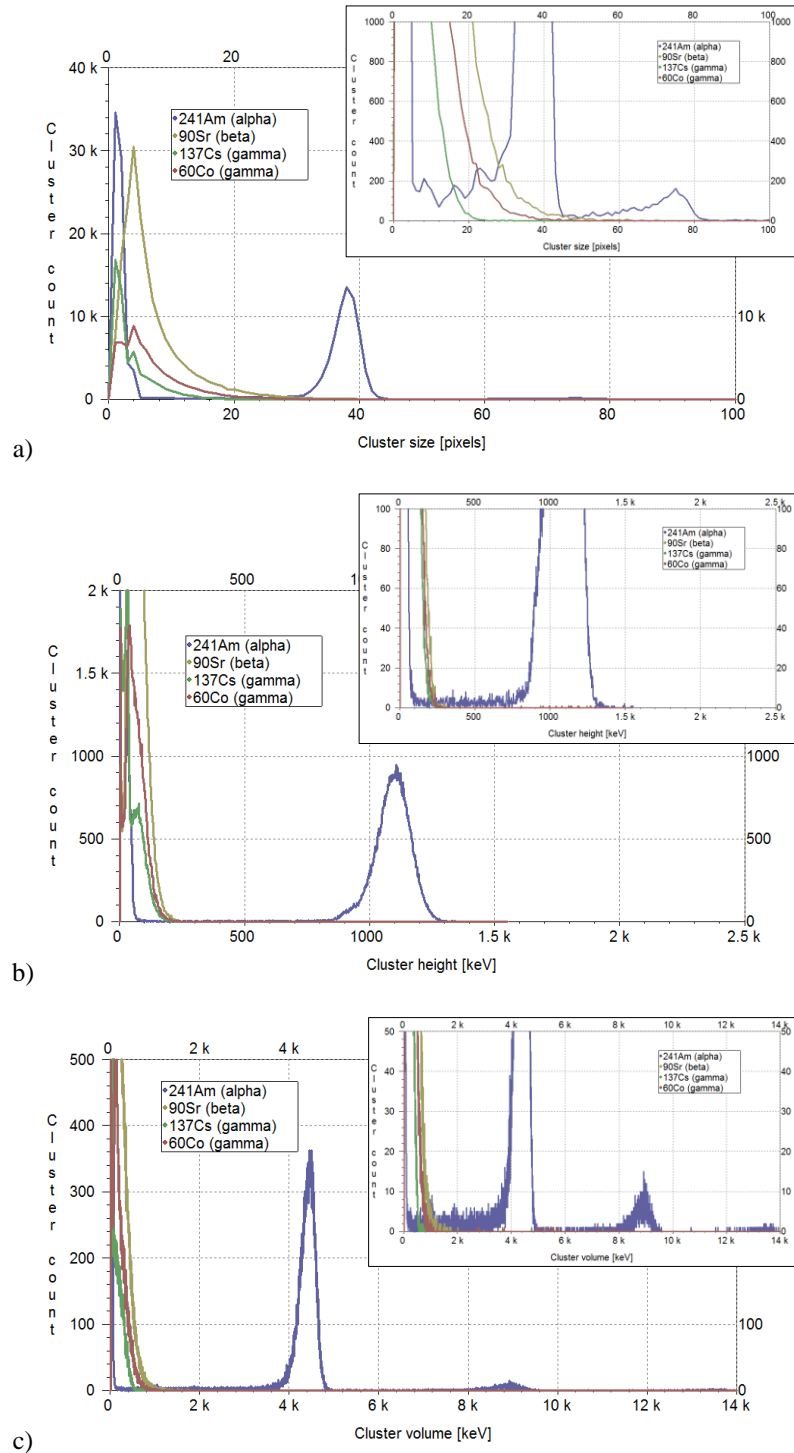 0 20
40 k
30 k
20 k
10 k
0
Cluster count
241Am (alpha)
90Sr (beta)
137Cs (gamma)
60Co (gamma)
10 k
0
0 20 40 60 80 100
Cluster size [pixels]
0 20 40 60 80 100
1000
800
600
400
200
0
Cluster count
241Am (alpha)
90Sr (beta)
137Cs (gamma)
60Co (gamma)
1000
800
600
400
200
0
0 20 40 60 80 100
Cluster size [pixels]
a)
0 500 10
2 k
1.5 k
1000
500
0
Cluster count
241Am (alpha)
90Sr (beta)
137Cs (gamma)
60Co (gamma)
1000
500
0
0 500 1000 1.5 k 2 k 2.5 k
Cluster height [keV]
0 500 1000 1.5 k 2 k 2.5 k
100
80
60
40
20
0
Cluster count
241Am (alpha)
90Sr (beta)
137Cs (gamma)
60Co (gamma)
100
80
60
40
20
0
0 500 1000 1.5 k 2 k 2.5 k
Cluster height [keV]
b)
0 2 k 4 k
500
400
300
200
100
0
Cluster count
241Am (alpha)
90Sr (beta)
137Cs (gamma)
60Co (gamma)
100
0
0 2 k 4 k 6 k 8 k 10 k 12 k 14 k
Cluster volume [keV]
0 2 k 4 k 6 k 8 k 10 k 12 k 14 k
50
40
30
20
10
0
Cluster count
241Am (alpha)
90Sr (beta)
137Cs (gamma)
60Co (gamma)
50
40
30
20
10
0
0 2 k 4 k 6 k 8 k 10 k 12 k 14 k
Cluster volume [keV]
c)